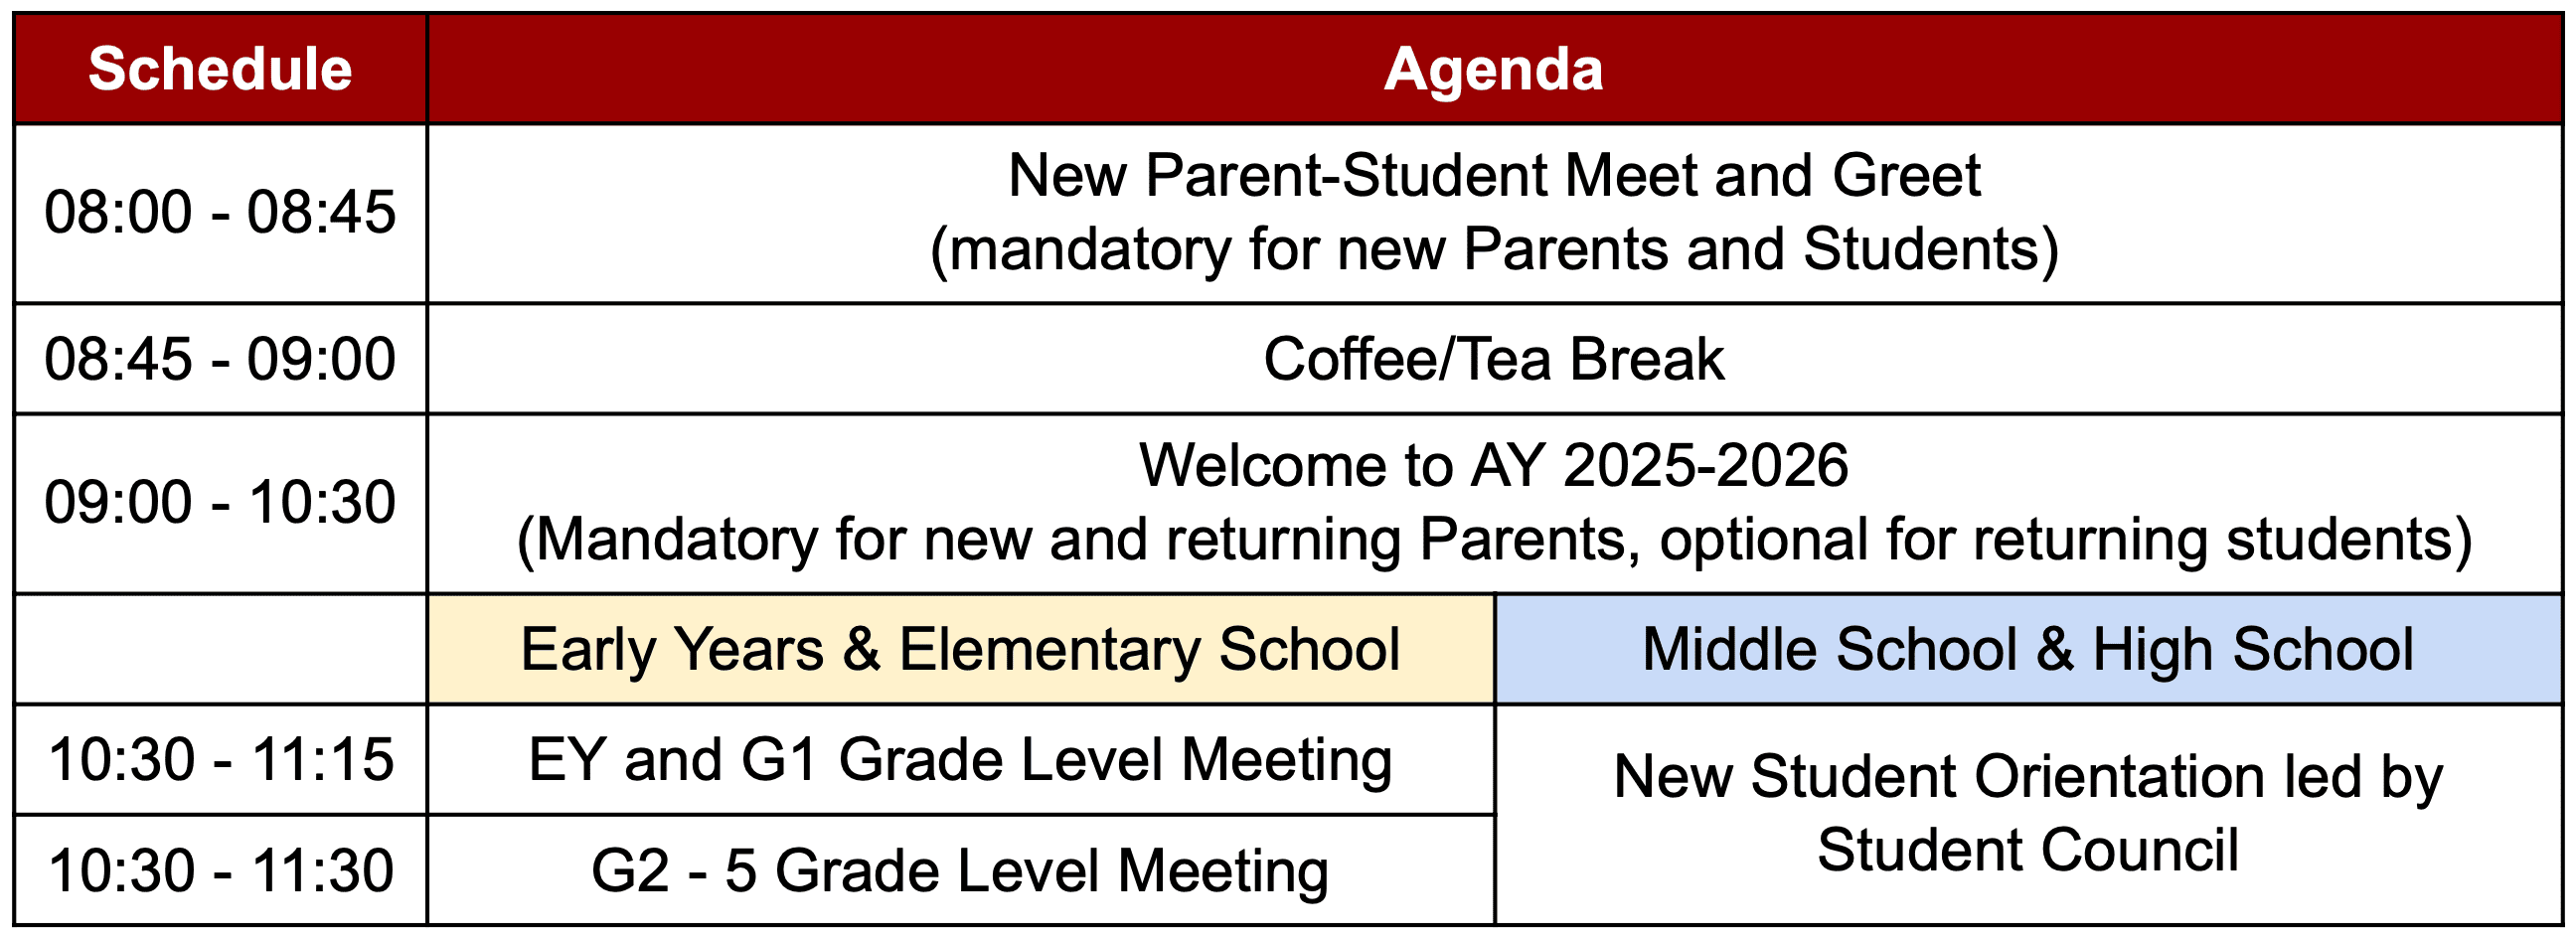 Schedule
Agenda
08:00 - 08:45
New Parent-Student Meet and Greet
(mandatory for new Parents and Students)
08:45 - 09:00
Coffee/Tea Break
09:00 - 10:30
Welcome to AY 2025-2026
(Mandatory for new and returning Parents, optional for returning students)
Early Years & Elementary School
Middle School & High School
10:30 - 11:15
EY and G1 Grade Level Meeting
New Student Orientation led by
Student Council
10:30 - 11:30
G2 - 5 Grade Level Meeting